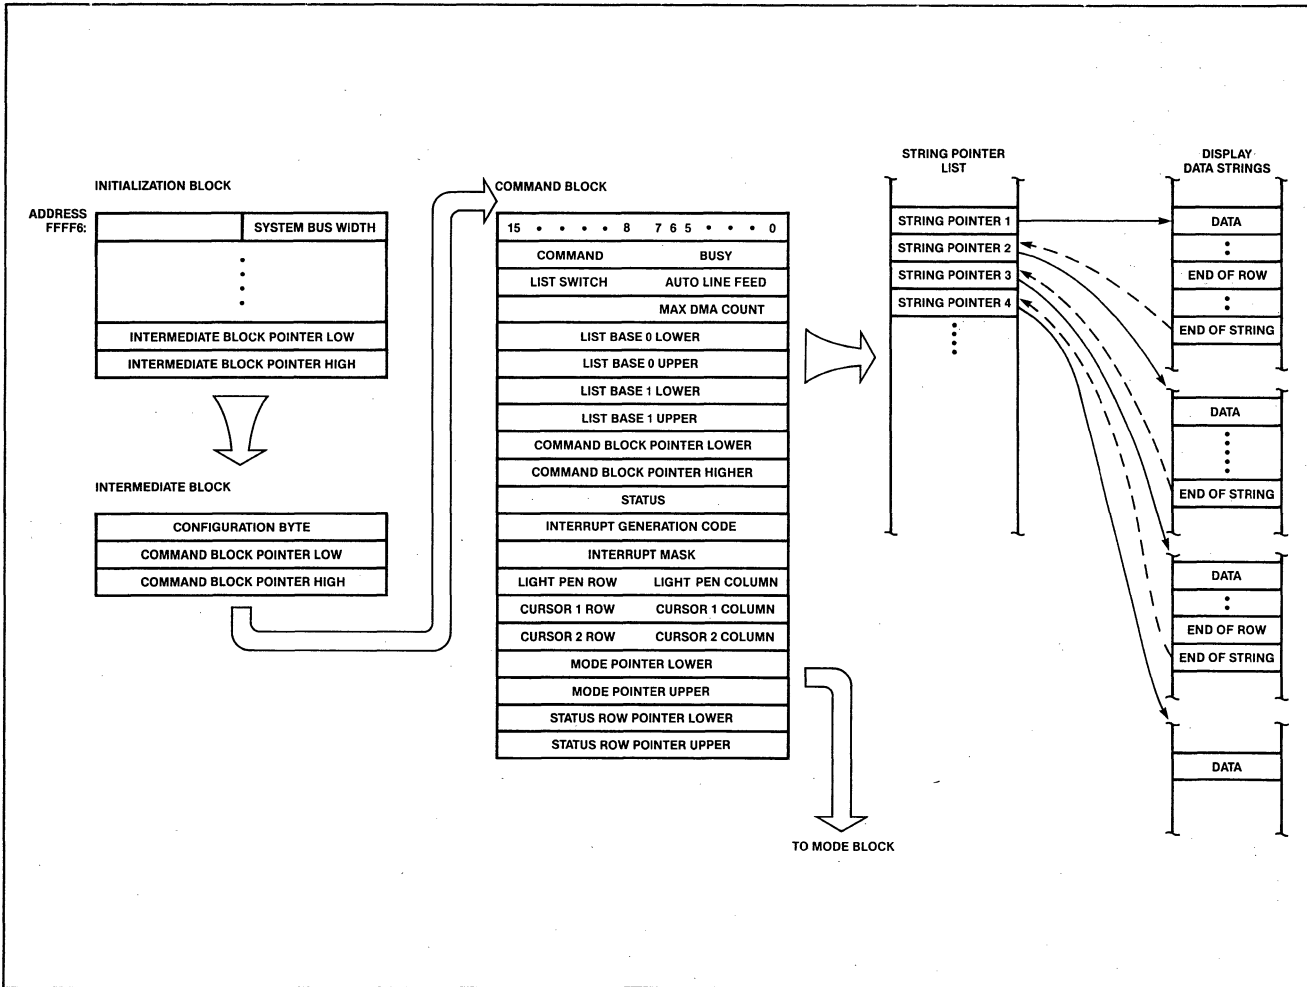 INITIALIZATION BLOCK
ADDRESS
FFFF6:
SYSTEM BUS WIDTH
INTERMEDIATE BLOCK POINTER LOW
INTERMEDIATE BLOCK POINTER HIGH
INTERMEDIATE BLOCK
CONFIGURATION BYTE
COMMAND BLOCK POINTER LOW
COMMAND BLOCK POINTER HIGH
COMMAND BLOCK
15 • • • • 8 7 6 5 • • • 0
COMMAND BUSY
LIST SWITCH AUTO LINE FEED
MAX DMA COUNT
LIST BASE 0 LOWER
LIST BASE 0 UPPER
LIST BASE 1 LOWER
LIST BASE 1 UPPER
COMMAND BLOCK POINTER LOWER
COMMAND BLOCK POINTER HIGHER
STATUS
INTERRUPT GENERATION CODE
INTERRUPT MASK
LIGHT PEN ROW LIGHT PEN COLUMN
CURSOR 1 ROW CURSOR 1 COLUMN
CURSOR 2 ROW CURSOR 2 COLUMN
MODE POINTER LOWER
MODE POINTER UPPER
STATUS ROW POINTER LOWER
STATUS ROW POINTER UPPER
TO MODE BLOCK
STRING POINTER
LIST
STRING POINTER 1
STRING POINTER 2
STRING POINTER 3
STRING POINTER 4
DISPLAY
DATA STRINGS
DATA
END OF ROW
END OF STRING
DATA
END OF STRING
DATA
END OF ROW
END OF STRING
DATA